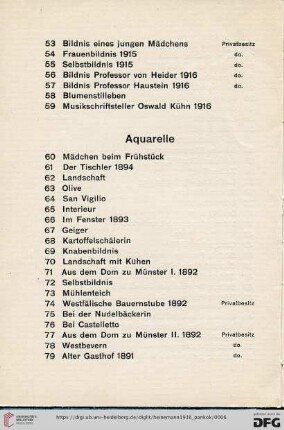 53 Bildnis eines jungen Mädchens Privatbesitz
54 Frauenbildnis 1915 do.
55 Selbstbildnis 1915 do.
56 Bildnis Professor von Heider 1916 do.
57 Bildnis Professor Haustein 1916 do.
58 Blumenstilleben
59 Musikschriftsteller Oswald Kühn 1916
Aquarelle
60 Mädchen beim Frühstück
61 Der Tischler 1894
62 Landschaft
63 Olive
64 San Vigilio
65 Interieur
66 Im Fenster 1893
67 Geiger
68 Kartoffelschälerin
69 Knabenbildnis
70 Landschaft mit Kühen
71 Aus dem Dom zu Münster I. 1892
72 Selbstbildnis
73 Mühlenteich
74 Westfälische Bauernstube 1892 Privatbesitz
75 Bei der Nudelbäckerin
76 Bei Castelletto
77 Aus dem Dom zu Münster II. 1892 Privatbesitz
78 Westbevern do.
79 Alter Gasthof 1891 do.
DFG